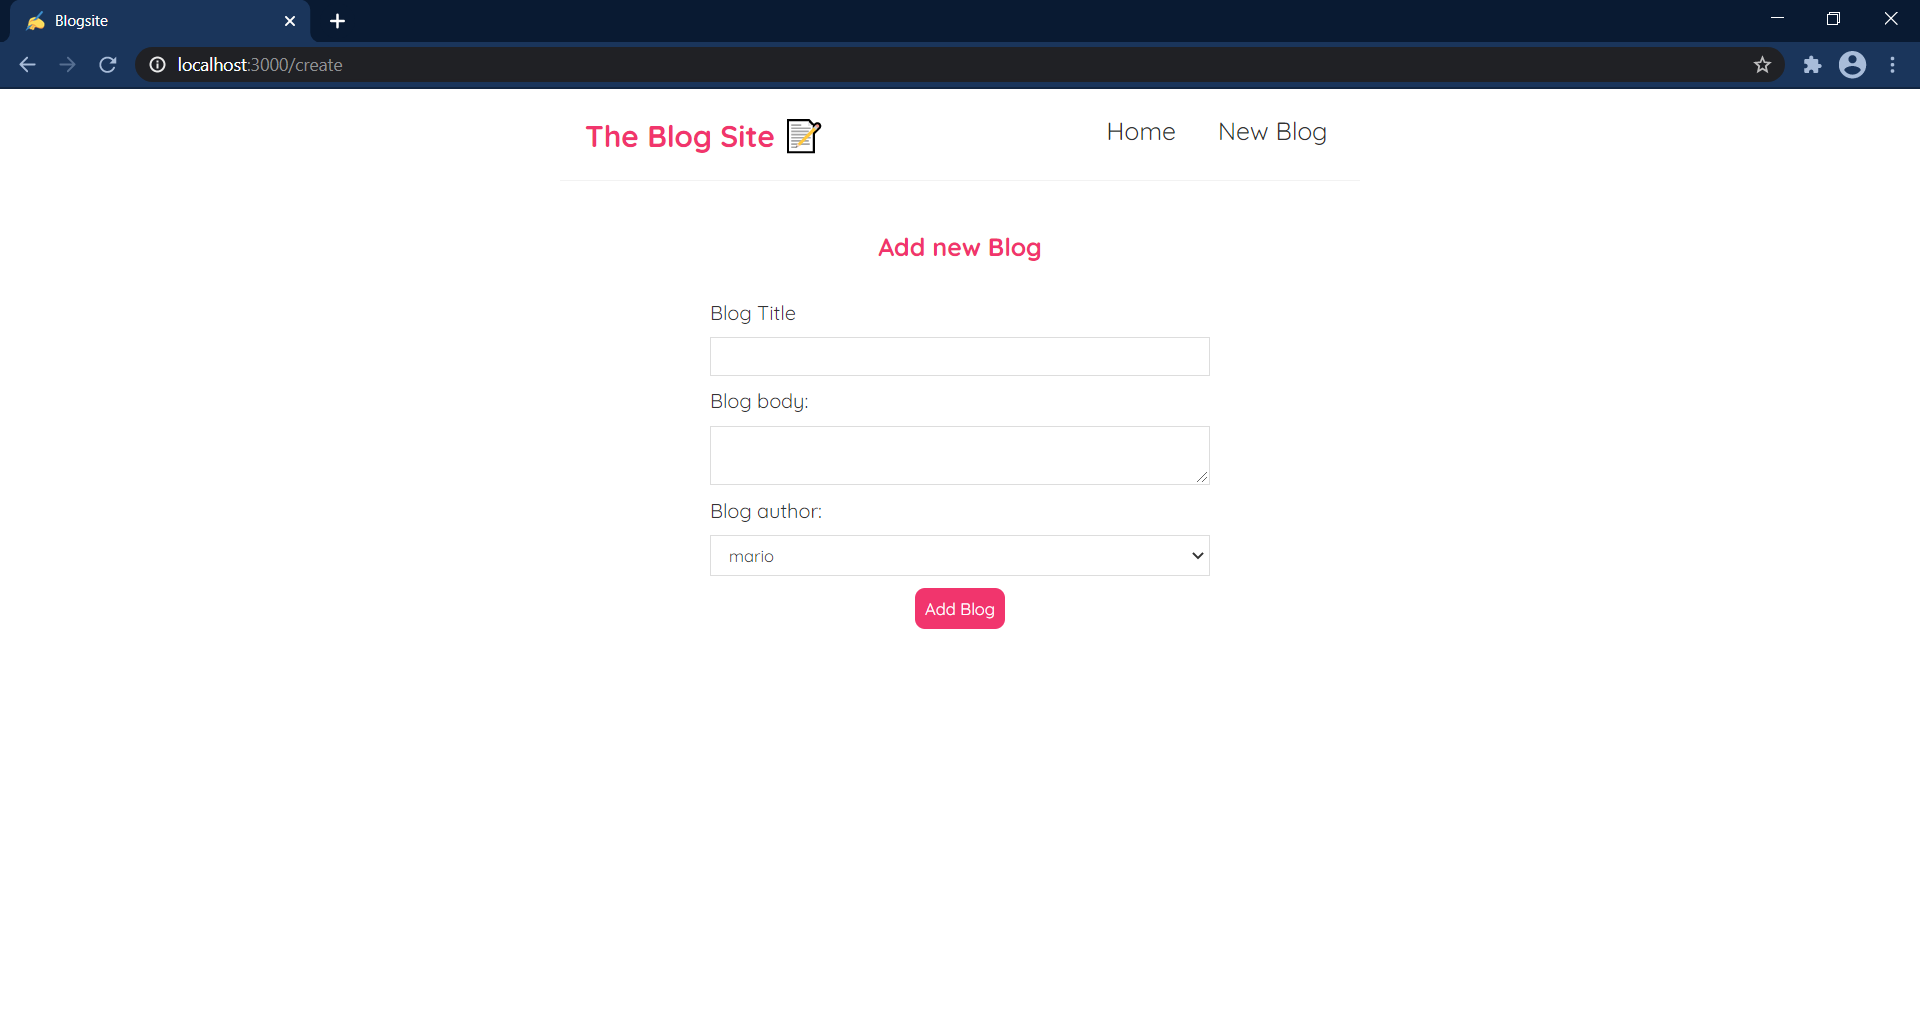 Blogsite
localhost:3000/create
The Blog Site
Home New Blog
Add new Blog
Blog Title
Blog body:
Blog author:
mario
Add Blog